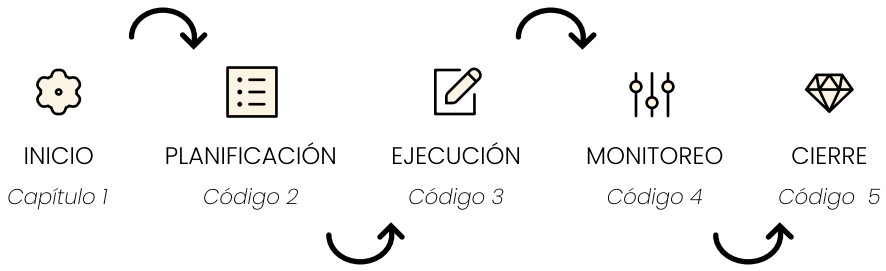 INICIO
Capítulo 1
PLANIFICACIÓN
Código 2
EJECUCIÓN
Código 3
MONITOREO
Código 4
CIERRE
Código  5